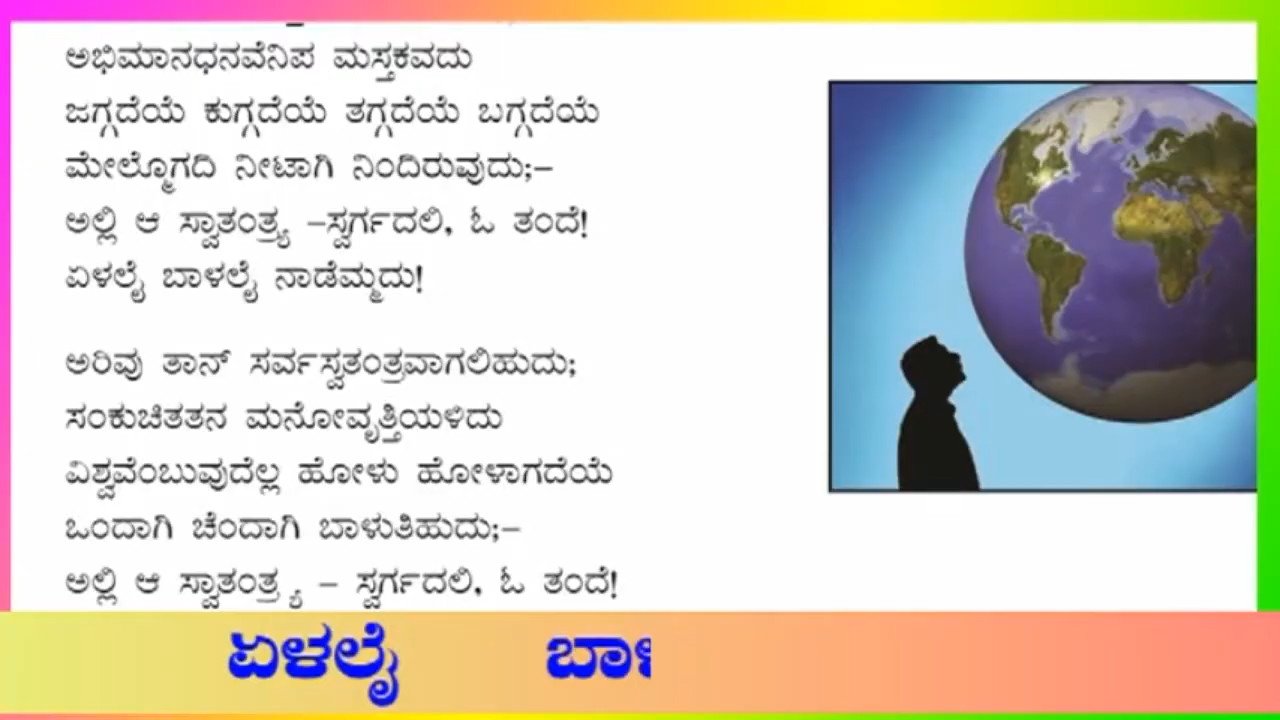 ಅಭಿಮಾನಧನವೆನಿಪ ಮಸ್ತಕವದು
ಜಗ್ಗದೆಯೆ ಕುಗ್ಗದೆಯೆ ತಗ್ಗದೆಯೆ ಬಗ್ಗದೆಯೆ
ಮೇಲ್ಮೊಗದಿ ನೀಟಾಗಿ ನಿಂದಿರುವುದು;–
ಅಲ್ಲಿ ಆ ಸ್ವಾತಂತ್ರ್ಯ –ಸ್ವರ್ಗದಲಿ, ಓ ತಂದೆ!
ಏಳಲೈ ಬಾಳಲೈ ನಾಡೆಮ್ಮದು!
ಅರಿವು ತಾನ್ ಸರ್ವಸ್ವತಂತ್ರವಾಗಲಿಹುದು;
ಸಂಕುಚಿತತನ ಮನೋವೃತ್ತಿಯಳಿದು
ವಿಶ್ವವೆಂಬುವುದೆಲ್ಲ ಹೋಳು ಹೋಳಾಗದೆಯೆ
ಒಂದಾಗಿ ಚೆಂದಾಗಿ ಬಾಳುತಿಹುದು;–
ಅಲ್ಲಿ ಆ ಸ್ವಾತಂತ್ರ್ಯ – ಸ್ವರ್ಗದಲಿ, ಓ ತಂದೆ!
ಏಳಲೈ